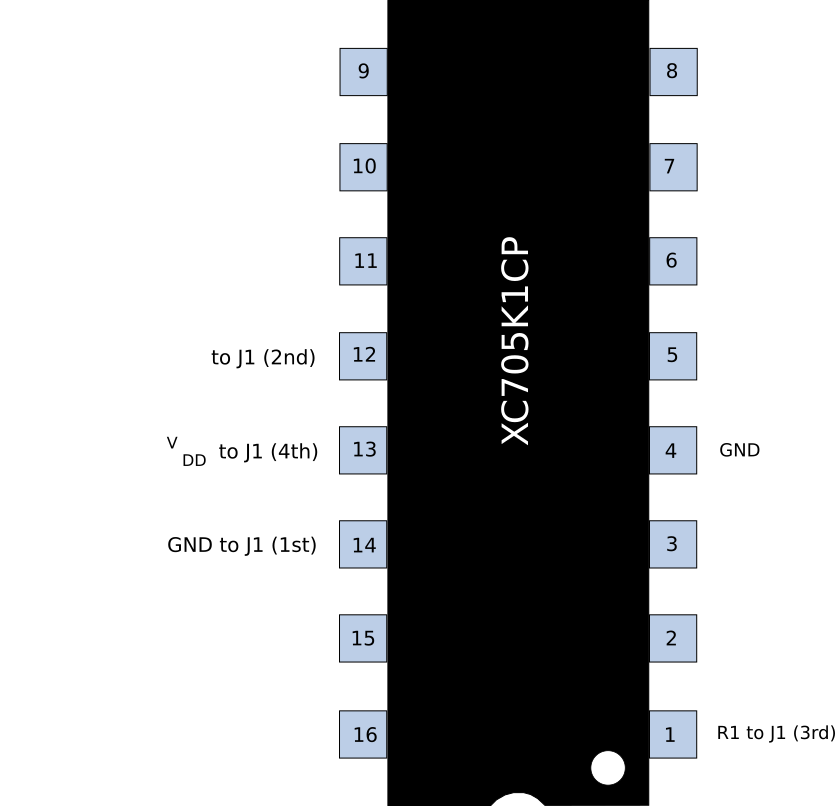 9
8
10
7
11
6
XC705K1CP
to J1 (2nd)
12
5
V
DD to J1 (4th)
13
4
GND
GND to J1 (1st)
14
3
15
2
16
1
R1 to J1 (3rd)